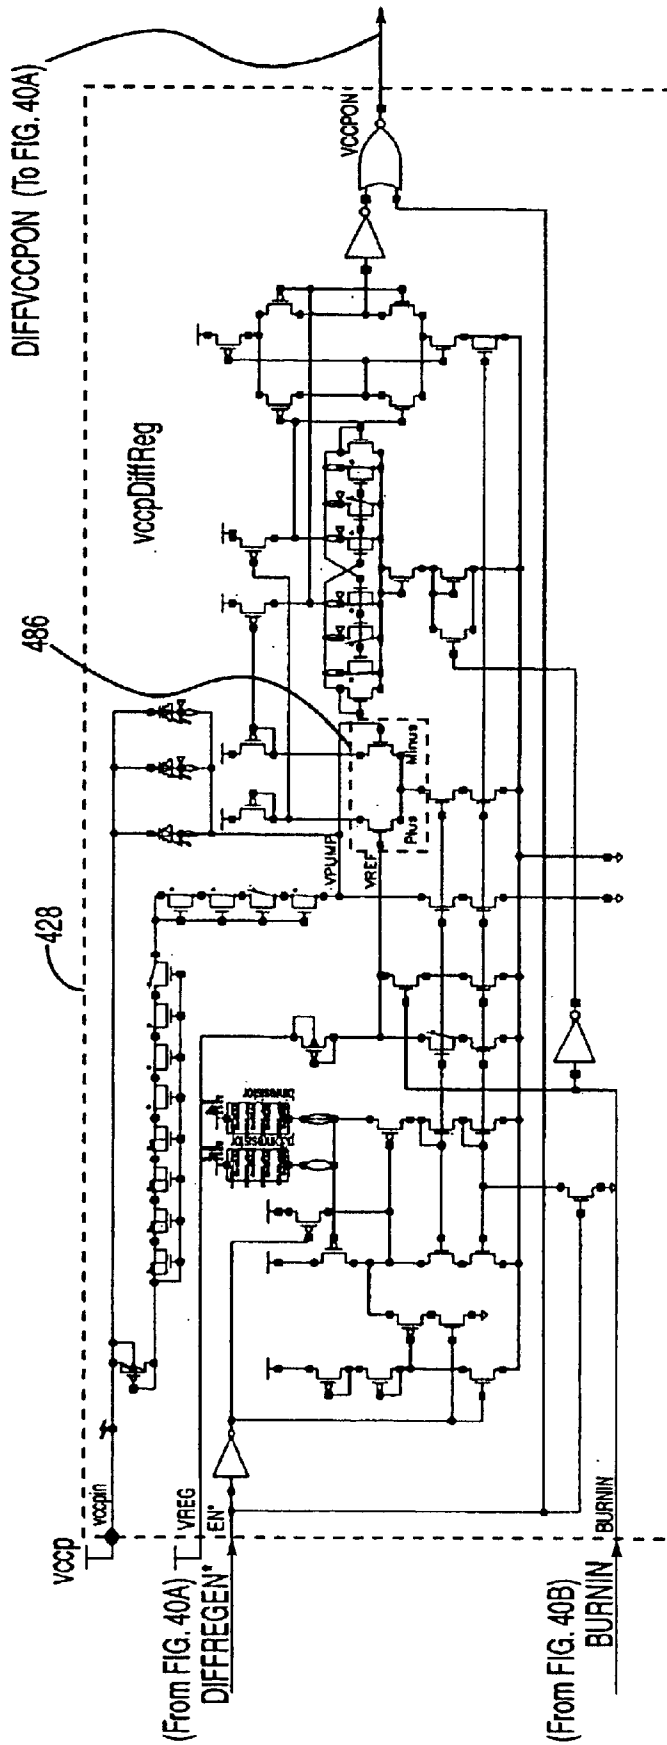 DIFFVCCPON (To FIG. 40A)
428
486
vccpDiffReg
VCCPON
vccp
vccpin
VREG
(From FIG. 40A)
DIFFREGEN*
EN*
VPUMP
VREF
Plus
Minus
(From FIG. 40B)
BURNIN
BURNIN